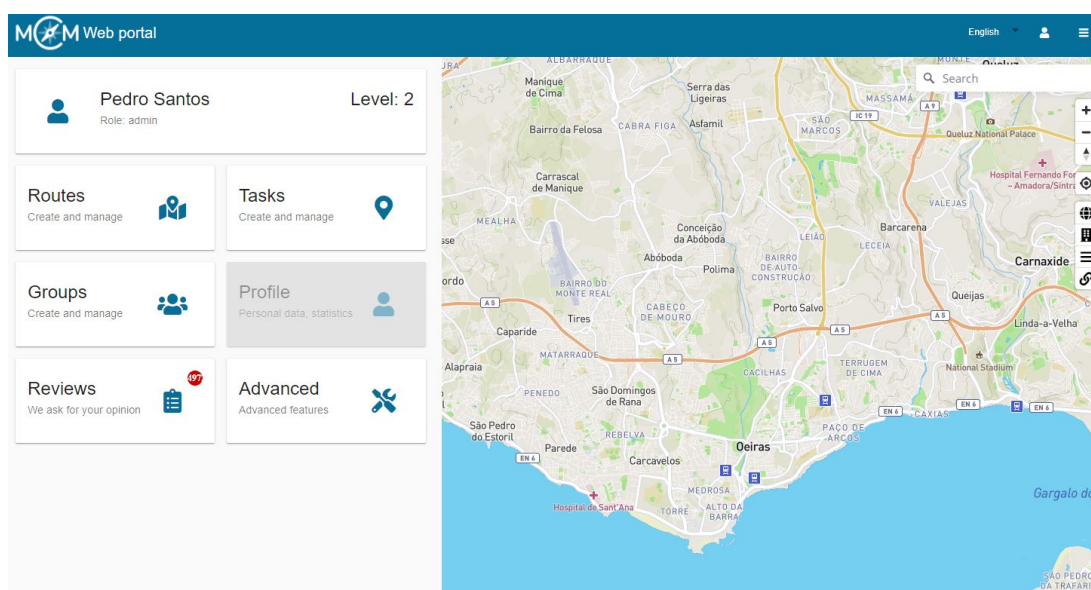 MCM Web portal
English
Pedro Santos
Level: 2
Role: admin
Routes
Create and manage
Tasks
Create and manage
Groups
Create and manage
Profile
Personal data, statistics
Reviews
We ask for your opinion
497
Advanced
Advanced features
Search
ALBARRAQUE
Manique
de Cima
Serra das
Ligeiras
MASSAMÁ
A 9
IC 19
Bairro da Felosa
CABRA FIGA
Asfamil
SÃO
MARCOS
Queluz National Palace
Carrascal
de Manique
Hospital Fernando
– Amadora/Sintra
VALEJAS
MEALHA
Conceição
da Abóboda
LEIÃO
Barcarena
LECEIA
Abóboda
Polima
BAIRRO
DE AUTO-
CONSTRUÇÃO
Carnaxide
BAIRRO DO
MONTE REAL
A 5
CABEÇO
DE MOURO
Porto Salvo
Queijas
Tires
A 5
A 5
Linda-a-Velha
Caparide
A 5
MATARRAQUE
A 5
Alapraia
CACILHAS
TERRUGEM
DE CIMA
National Stadium
PENEDO
São Domingos
de Rana
EN 6
CAXIAS
EN 6
EN 6
São Pedro
do Estoril
REBELVA
PAÇO DE
ARCOS
Parede
Oeiras
EN 6
Carcavelos
MEDROSA
Hospital de Sant'Ana
TORRE
ALTO DA
BARRA
Gargalo do
SÃO PEDRO
DA TRAFARI